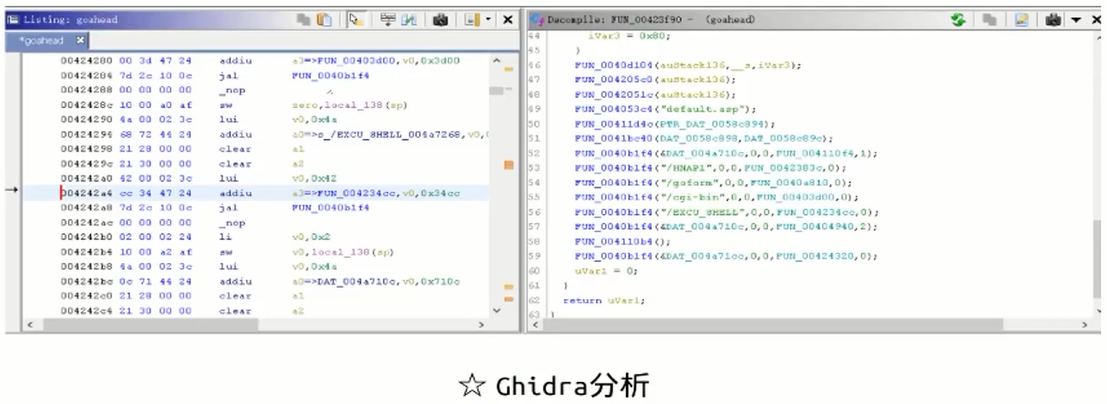 Listing: goahead
*goahead
00424280 00 3d 47 24 addiu a3=>FUN_00403d00,v0,0x3d00
00424284 7d 2c 10 0c jal FUN_0040b1f4
00424288 00 00 00 00 _nop
0042428c 10 00 a0 af sw zero,local_138(sp)
00424290 4a 00 02 3c lui v0,0x4a
00424294 68 72 44 24 addiu a0=>s_/EXCU_SHELL_004a7268,v0,
00424298 21 28 00 00 clear a1
0042429c 21 30 00 00 clear a2
004242a0 42 00 02 3c lui v0,0x42
004242a4 cc 34 47 24 addiu a3=>FUN_004234cc,v0,0x34cc
004242a8 7d 2c 10 0c jal FUN_0040b1f4
004242ac 00 00 00 00 _nop
004242b0 02 00 02 24 li v0,0x2
004242b4 10 00 a2 af sw v0,local_138(sp)
004242b8 4a 00 02 3c lui v0,0x4a
004242bc 0c 71 44 24 addiu a0=>DAT_004a710c,v0,0x710c
004242c0 21 28 00 00 clear a1
004242c4 21 30 00 00 clear a2
Decompile: FUN_00423f90 - (goahead)
44 iVar3 = 0x80;
45 }
46 FUN_0040d104(auStack136,__s,iVar3);
47 FUN_004205c0(auStack136);
48 FUN_0042051c(auStack136);
49 FUN_004053c4("default.asp");
50 FUN_00411d4c(PTR_DAT_0058c894);
51 FUN_0041bc40(DAT_0058c898,DAT_0058c89c);
52 FUN_0040b1f4(&DAT_004a710c,0,0,FUN_004110f4,1);
53 FUN_0040b1f4("/HNAP1",0,0,FUN_0042383c,0);
54 FUN_0040b1f4("/goform",0,0,FUN_0040a810,0);
55 FUN_0040b1f4("/cgi-bin",0,0,FUN_00403d00,0);
56 FUN_0040b1f4("/EXCU_SHELL",0,0,FUN_004234cc,0);
57 FUN_0040b1f4(&DAT_004a710c,0,0,FUN_00404940,2);
58 FUN_004110b4();
59 FUN_0040b1f4(&DAT_004a71cc,0,0,FUN_00424320,0);
60 uVar1 = 0;
61 }
62 return uVar1;
63 }
☆ Ghidra分析